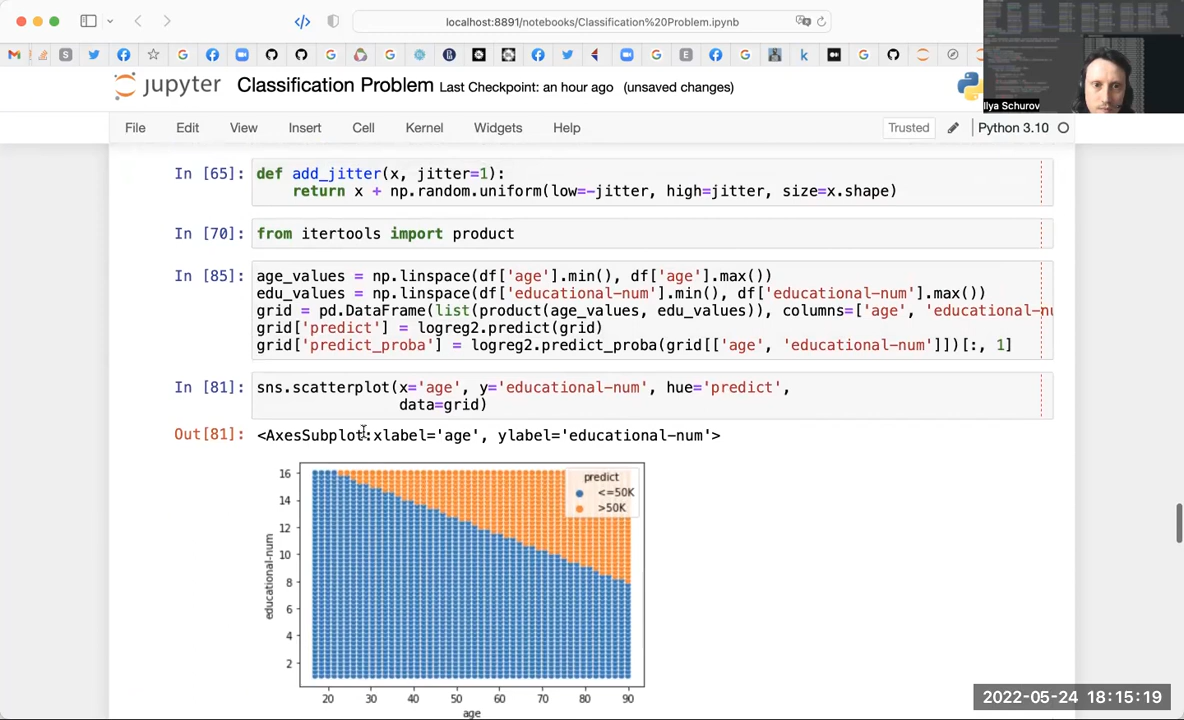 localhost:8891/notebooks/Classification%20Problem.ipynb
Ilya Schurov
jupyter Classification Problem Last Checkpoint: an hour ago (unsaved changes)
File Edit View Insert Cell Kernel Widgets Help Trusted Python 3.10
In [65]: def add_jitter(x, jitter=1):
return x + np.random.uniform(low=-jitter, high=jitter, size=x.shape)
In [70]: from itertools import product
In [85]: age_values = np.linspace(df['age'].min(), df['age'].max())
edu_values = np.linspace(df['educational-num'].min(), df['educational-num'].max())
grid = pd.DataFrame(list(product(age_values, edu_values)), columns=['age', 'educational-nu
grid['predict'] = logreg2.predict(grid)
grid['predict_proba'] = logreg2.predict_proba(grid[['age', 'educational-num']])[:, 1]
In [81]: sns.scatterplot(x='age', y='educational-num', hue='predict',
data=grid)
Out[81]: <AxesSubplot:xlabel='age', ylabel='educational-num'>
predict
<=50K
>50K
16
14
12
10
8
6
4
2
educational-num
20 30 40 50 60 70 80 90
age
2022-05-24 18:15:19